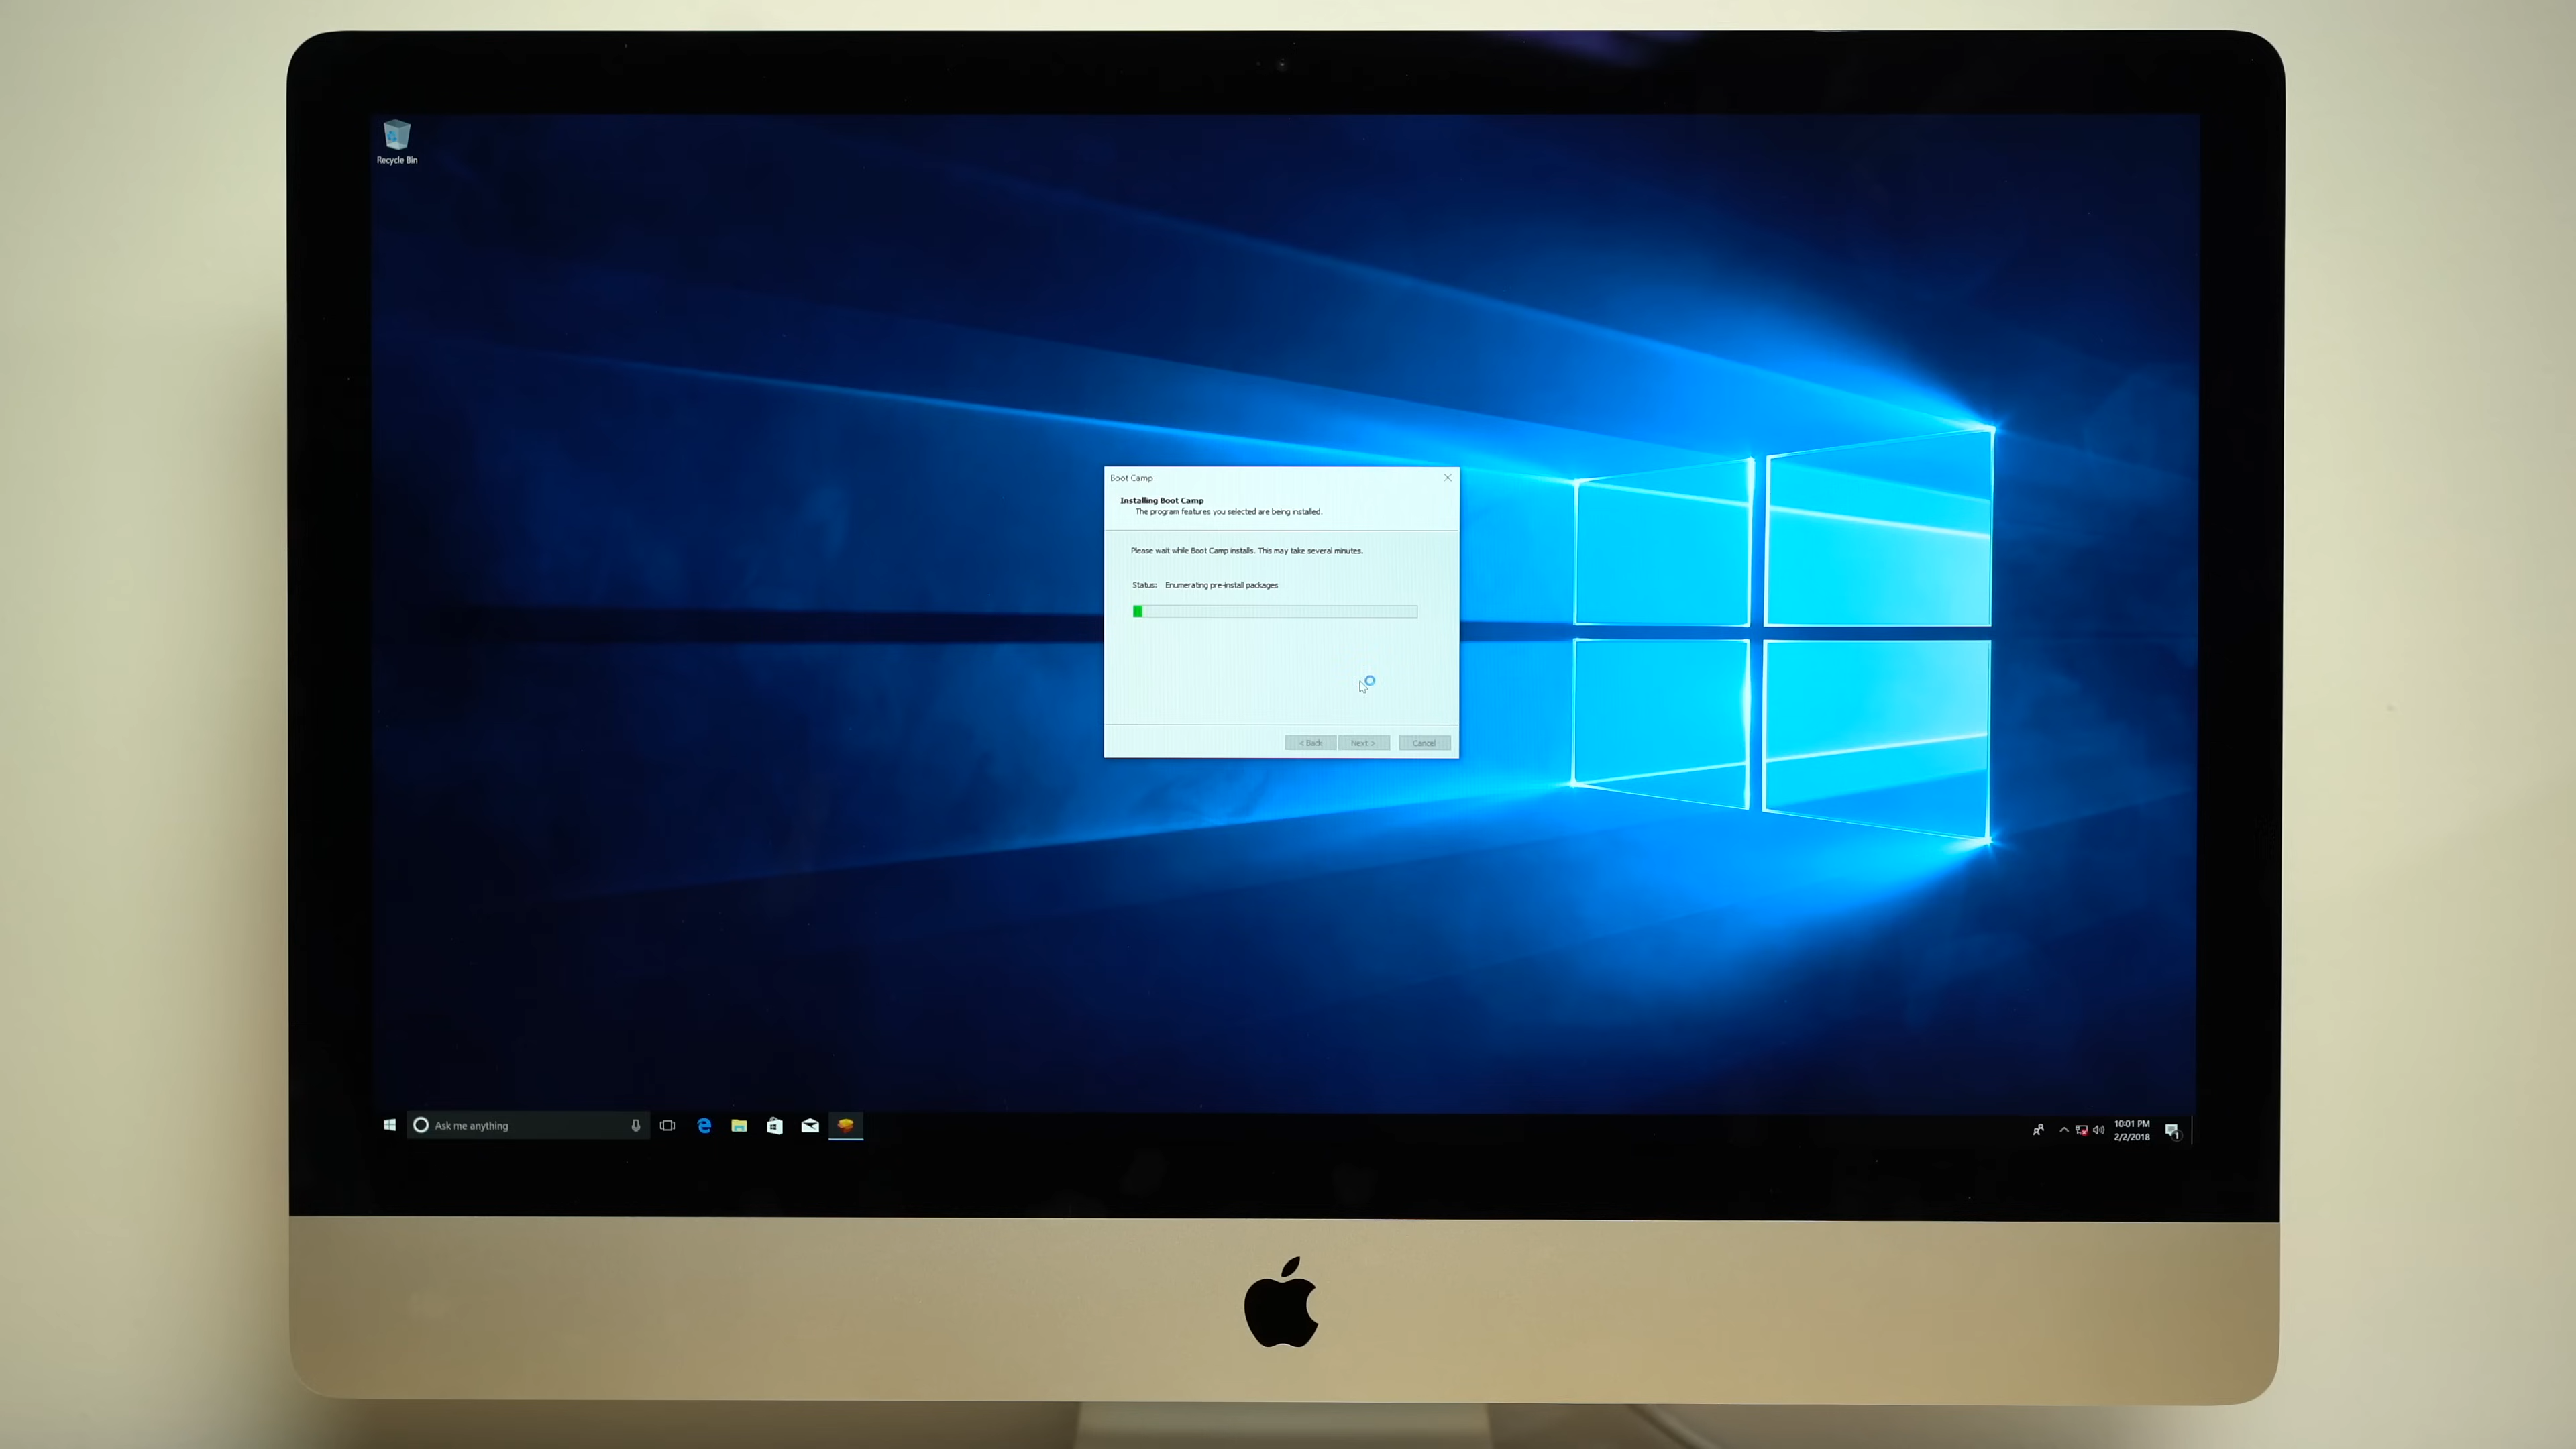 Recycle Bin
Boot Camp
Installing Boot Camp
The program features you selected are being installed.
Please wait while Boot Camp installs. This may take several minutes.
Status: Enumerating pre-install packages
< Back Next > Cancel
Ask me anything
10:01 PM
2/2/2018
1